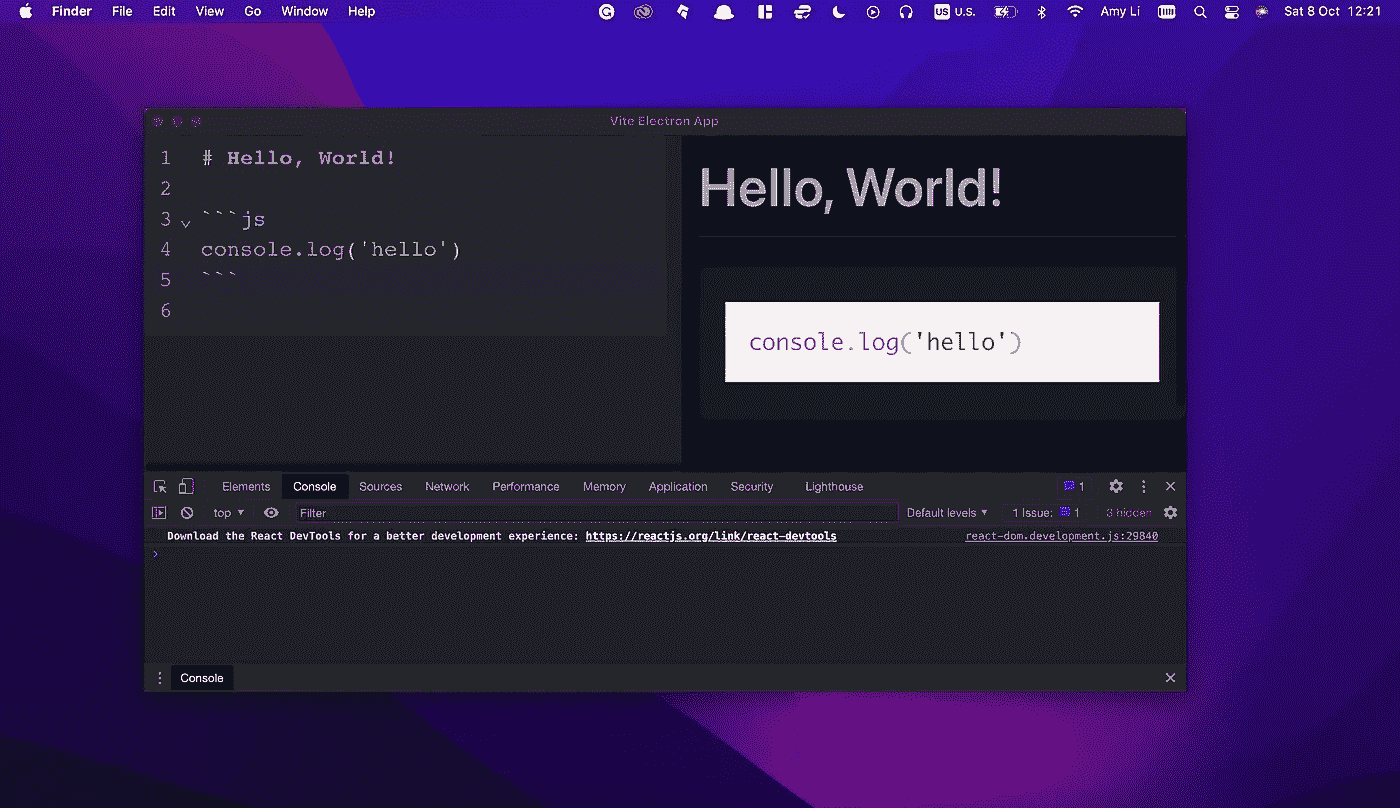 Finder File Edit View Go Window Help US U.S. Amy Li Sat 8 Oct 12:21
Vite Electron App
1 # Hello, World!
2
3 ```js
4 console.log('hello')
5 ```
6
Hello, World!
console.log('hello')
Elements Console Sources Network Performance Memory Application Security Lighthouse 1
top Filter Default levels 1 Issue: 1 3 hidden
Download the React DevTools for a better development experience: https://reactjs.org/link/react-devtools react-dom.development.js:29840
Console